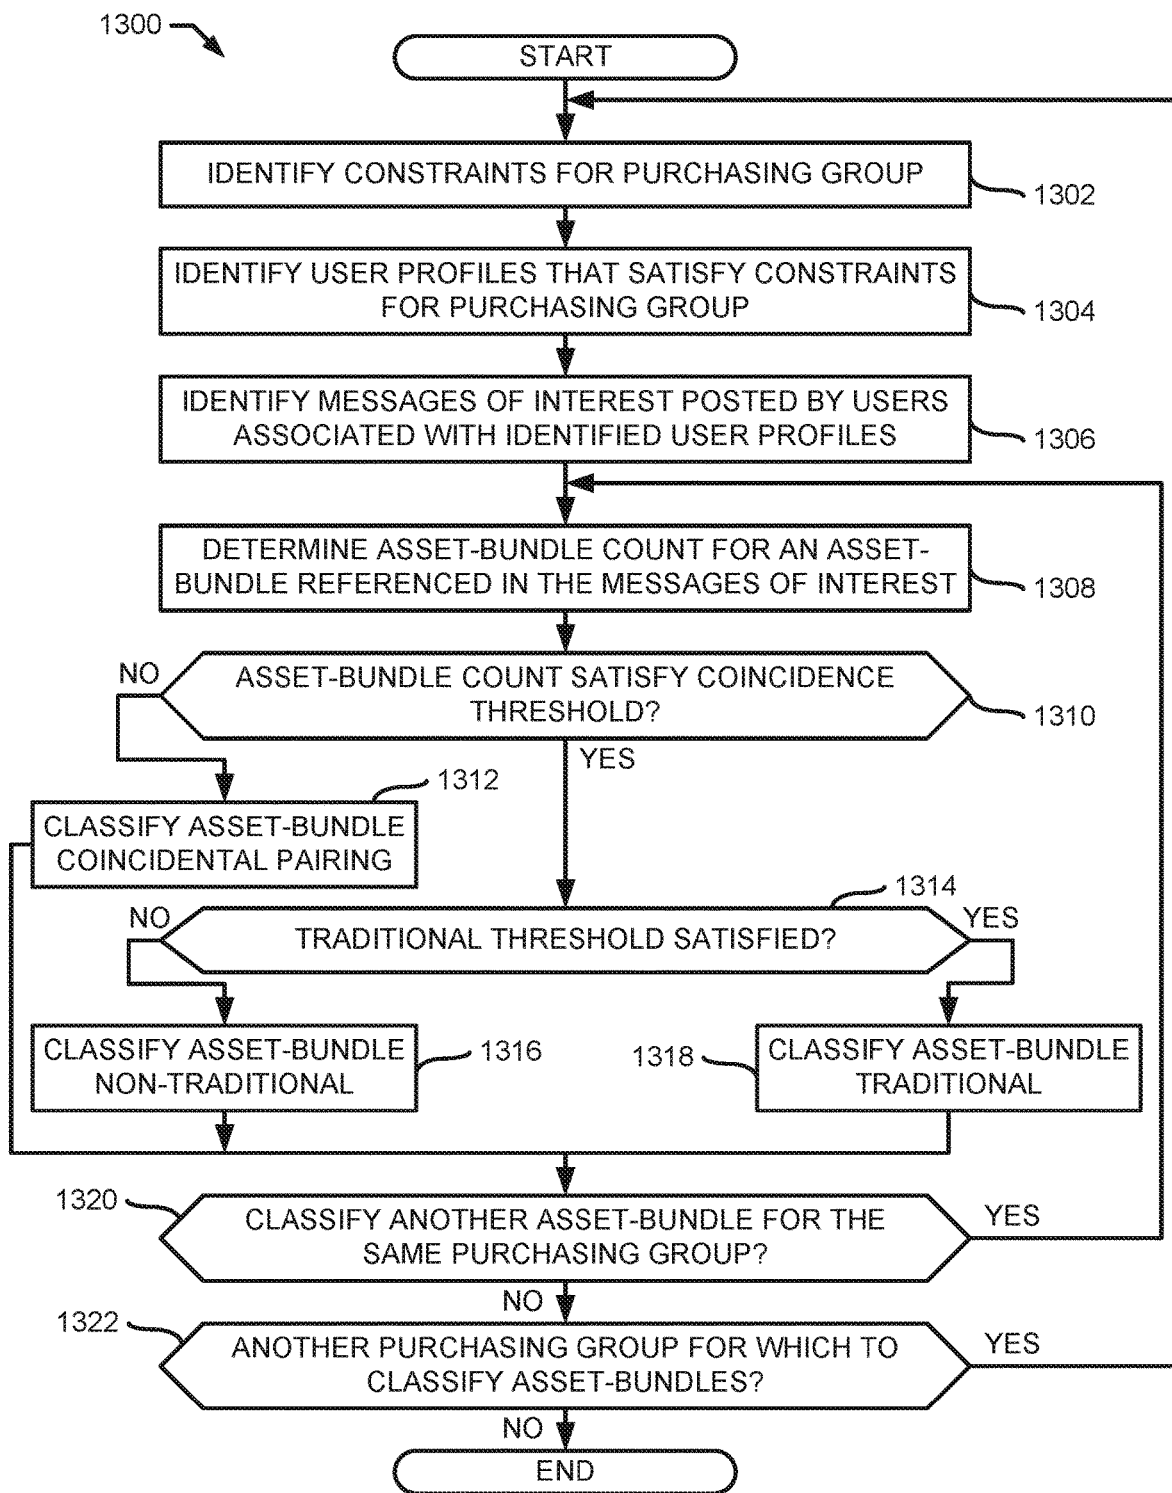 1300
START
IDENTIFY CONSTRAINTS FOR PURCHASING GROUP
1302
IDENTIFY USER PROFILES THAT SATISFY CONSTRAINTS
FOR PURCHASING GROUP
1304
IDENTIFY MESSAGES OF INTEREST POSTED BY USERS
ASSOCIATED WITH IDENTIFIED USER PROFILES
1306
DETERMINE ASSET-BUNDLE COUNT FOR AN ASSET-
BUNDLE REFERENCED IN THE MESSAGES OF INTEREST
1308
NO
ASSET-BUNDLE COUNT SATISFY COINCIDENCE
THRESHOLD?
1310
YES
1312
CLASSIFY ASSET-BUNDLE
COINCIDENTAL PAIRING
1314
NO
TRADITIONAL THRESHOLD SATISFIED?
YES
CLASSIFY ASSET-BUNDLE
NON-TRADITIONAL
1316
1318
CLASSIFY ASSET-BUNDLE
TRADITIONAL
1320
CLASSIFY ANOTHER ASSET-BUNDLE FOR THE
SAME PURCHASING GROUP?
YES
NO
1322
ANOTHER PURCHASING GROUP FOR WHICH TO
CLASSIFY ASSET-BUNDLES?
YES
NO
END